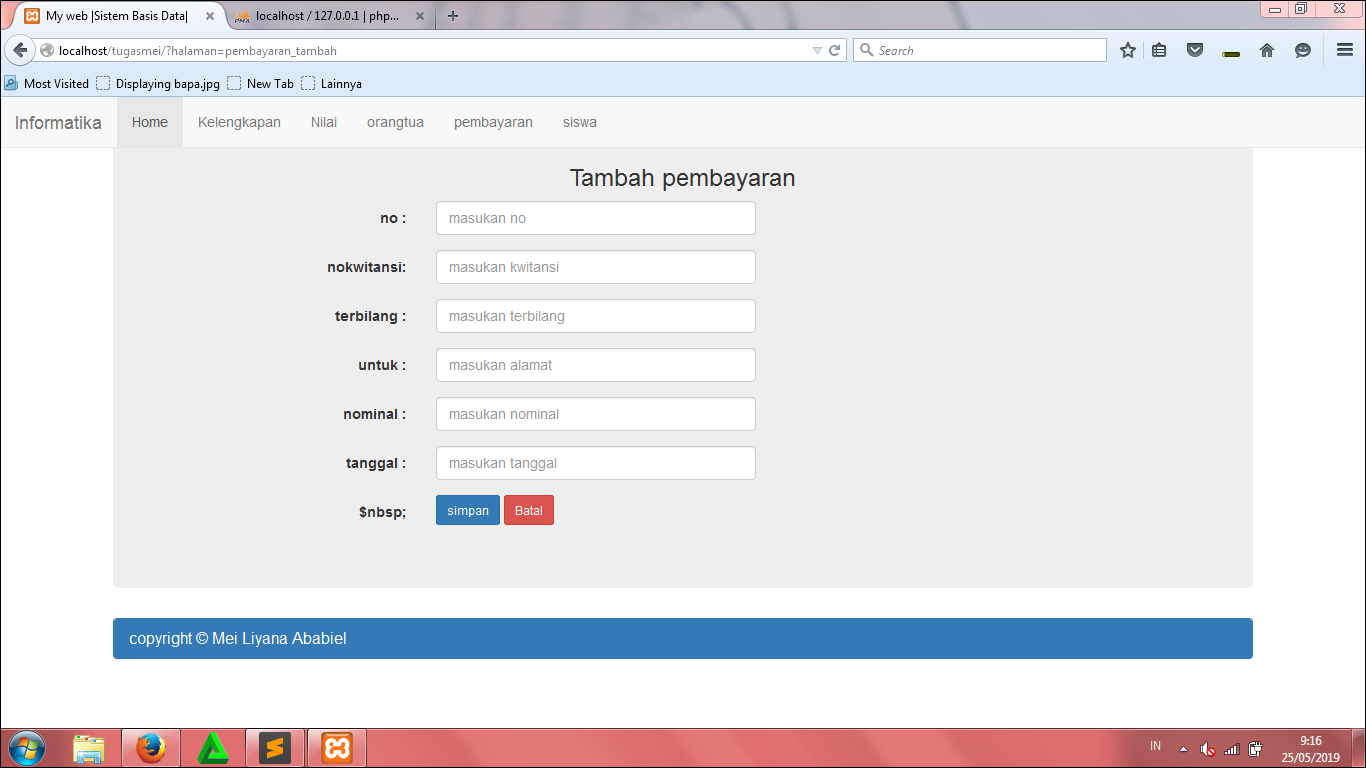 My web |Sistem Basis Data|
localhost / 127.0.0.1 | php...
localhost/tugasmei/?halaman=pembayaran_tambah
Search
Most Visited
Displaying bapa.jpg
New Tab
Lainnya
Informatika
Home
Kelengkapan
Nilai
orangtua
pembayaran
siswa
Tambah pembayaran
no :
masukan no
nokwitansi:
masukan kwitansi
terbilang :
masukan terbilang
untuk :
masukan alamat
nominal :
masukan nominal
tanggal :
masukan tanggal
$nbsp;
simpan
Batal
copyright © Mei Liyana Ababiel
IN
9:16
25/05/2019